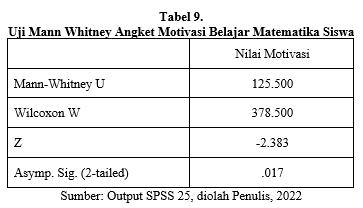 Tabel 9.
Uji Mann Whitney Angket Motivasi Belajar Matematika Siswa
Nilai Motivasi
Mann-Whitney U 125.500
Wilcoxon W 378.500
Z -2.383
Asymp. Sig. (2-tailed) .017
Sumber: Output SPSS 25, diolah Penulis, 2022